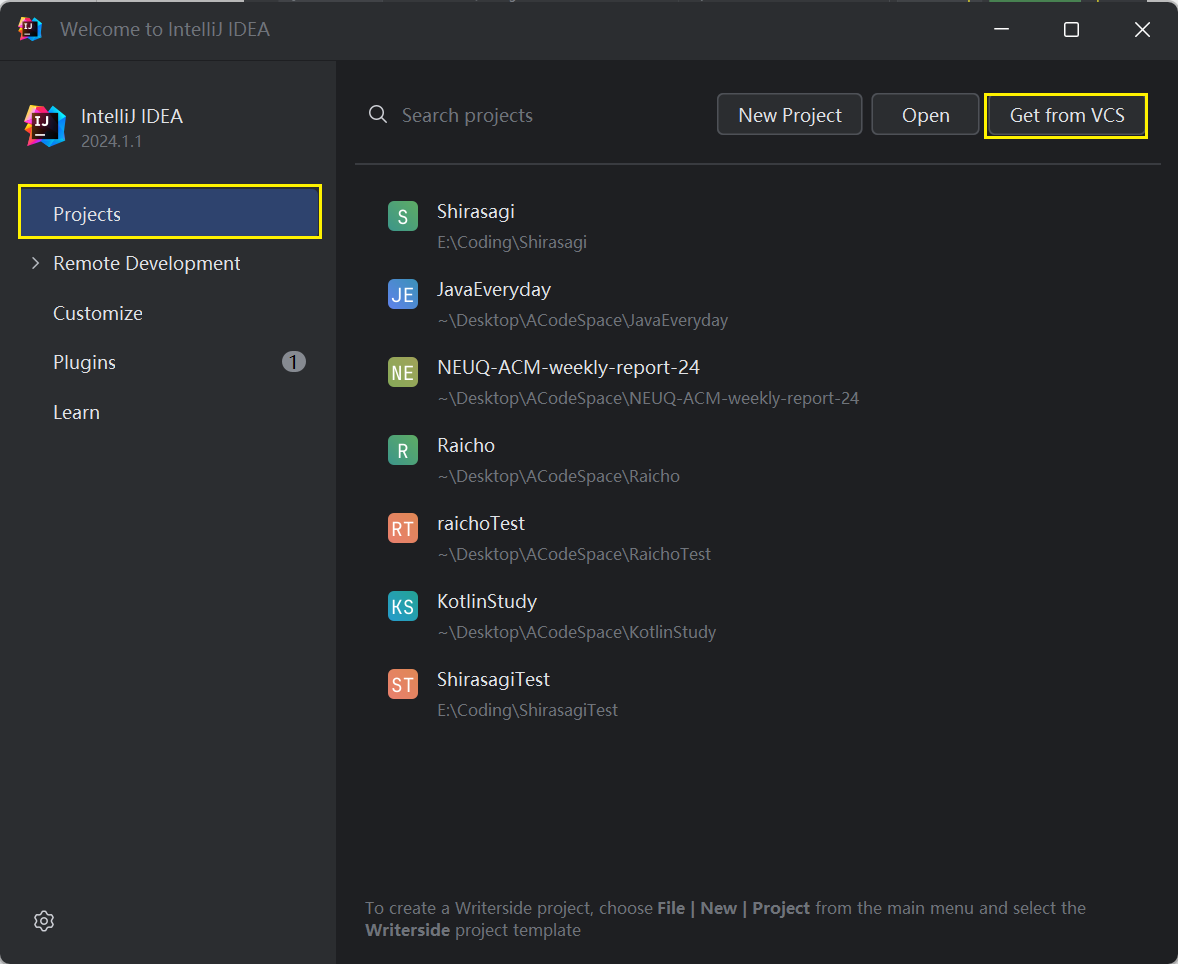 Welcome to IntelliJ IDEA
IntelliJ IDEA
2024.1.1
Projects
Remote Development
Customize
Plugins 1
Learn
Search projects
New Project
Open
Get from VCS
S Shirasagi
E:\Coding\Shirasagi
JE JavaEveryday
~\Desktop\ACodeSpace\JavaEveryday
NE NEUQ-ACM-weekly-report-24
~\Desktop\ACodeSpace\NEUQ-ACM-weekly-report-24
R Raicho
~\Desktop\ACodeSpace\Raicho
RT raichoTest
~\Desktop\ACodeSpace\RaichoTest
KS KotlinStudy
~\Desktop\ACodeSpace\KotlinStudy
ST ShirasagiTest
E:\Coding\ShirasagiTest
To create a Writerside project, choose File | New | Project from the main menu and select the
Writerside project template